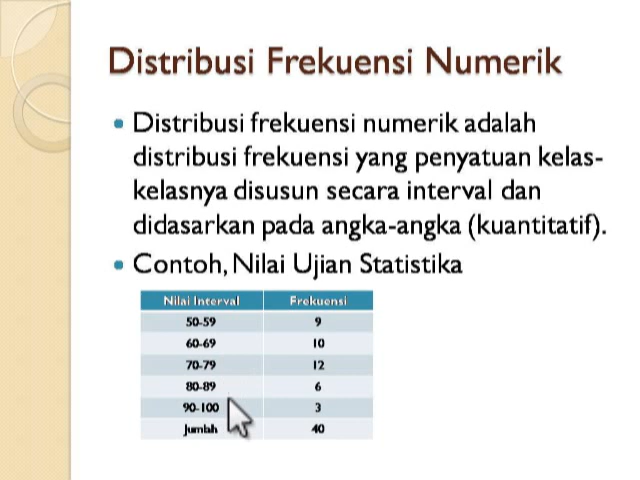 Distribusi Frekuensi Numerik
Distribusi frekuensi numerik adalah
distribusi frekuensi yang penyatuan kelas-
kelasnya disusun secara interval dan
didasarkan pada angka-angka (kuantitatif).
Contoh, Nilai Ujian Statistika
Nilai Interval Frekuensi
50-59 9
60-69 10
70-79 12
80-89 6
90-100 3
Jumlah 40